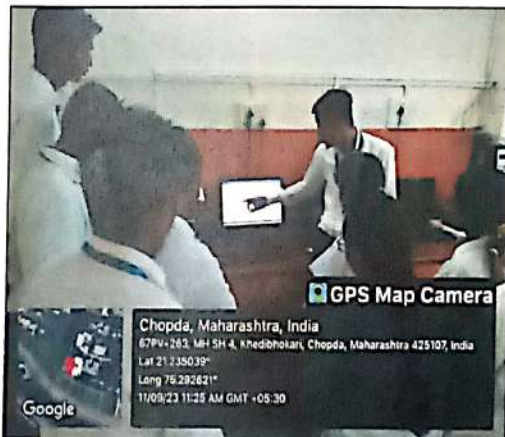 GPS Map Camera
Chopda, Maharashtra, India
67PV+263, MH SH 4, Khedibhokari, Chopda, Maharashtra 425107, India
Lat 21.235039°
Long 75.292621°
11/09/23 11:25 AM GMT +05:30
Google